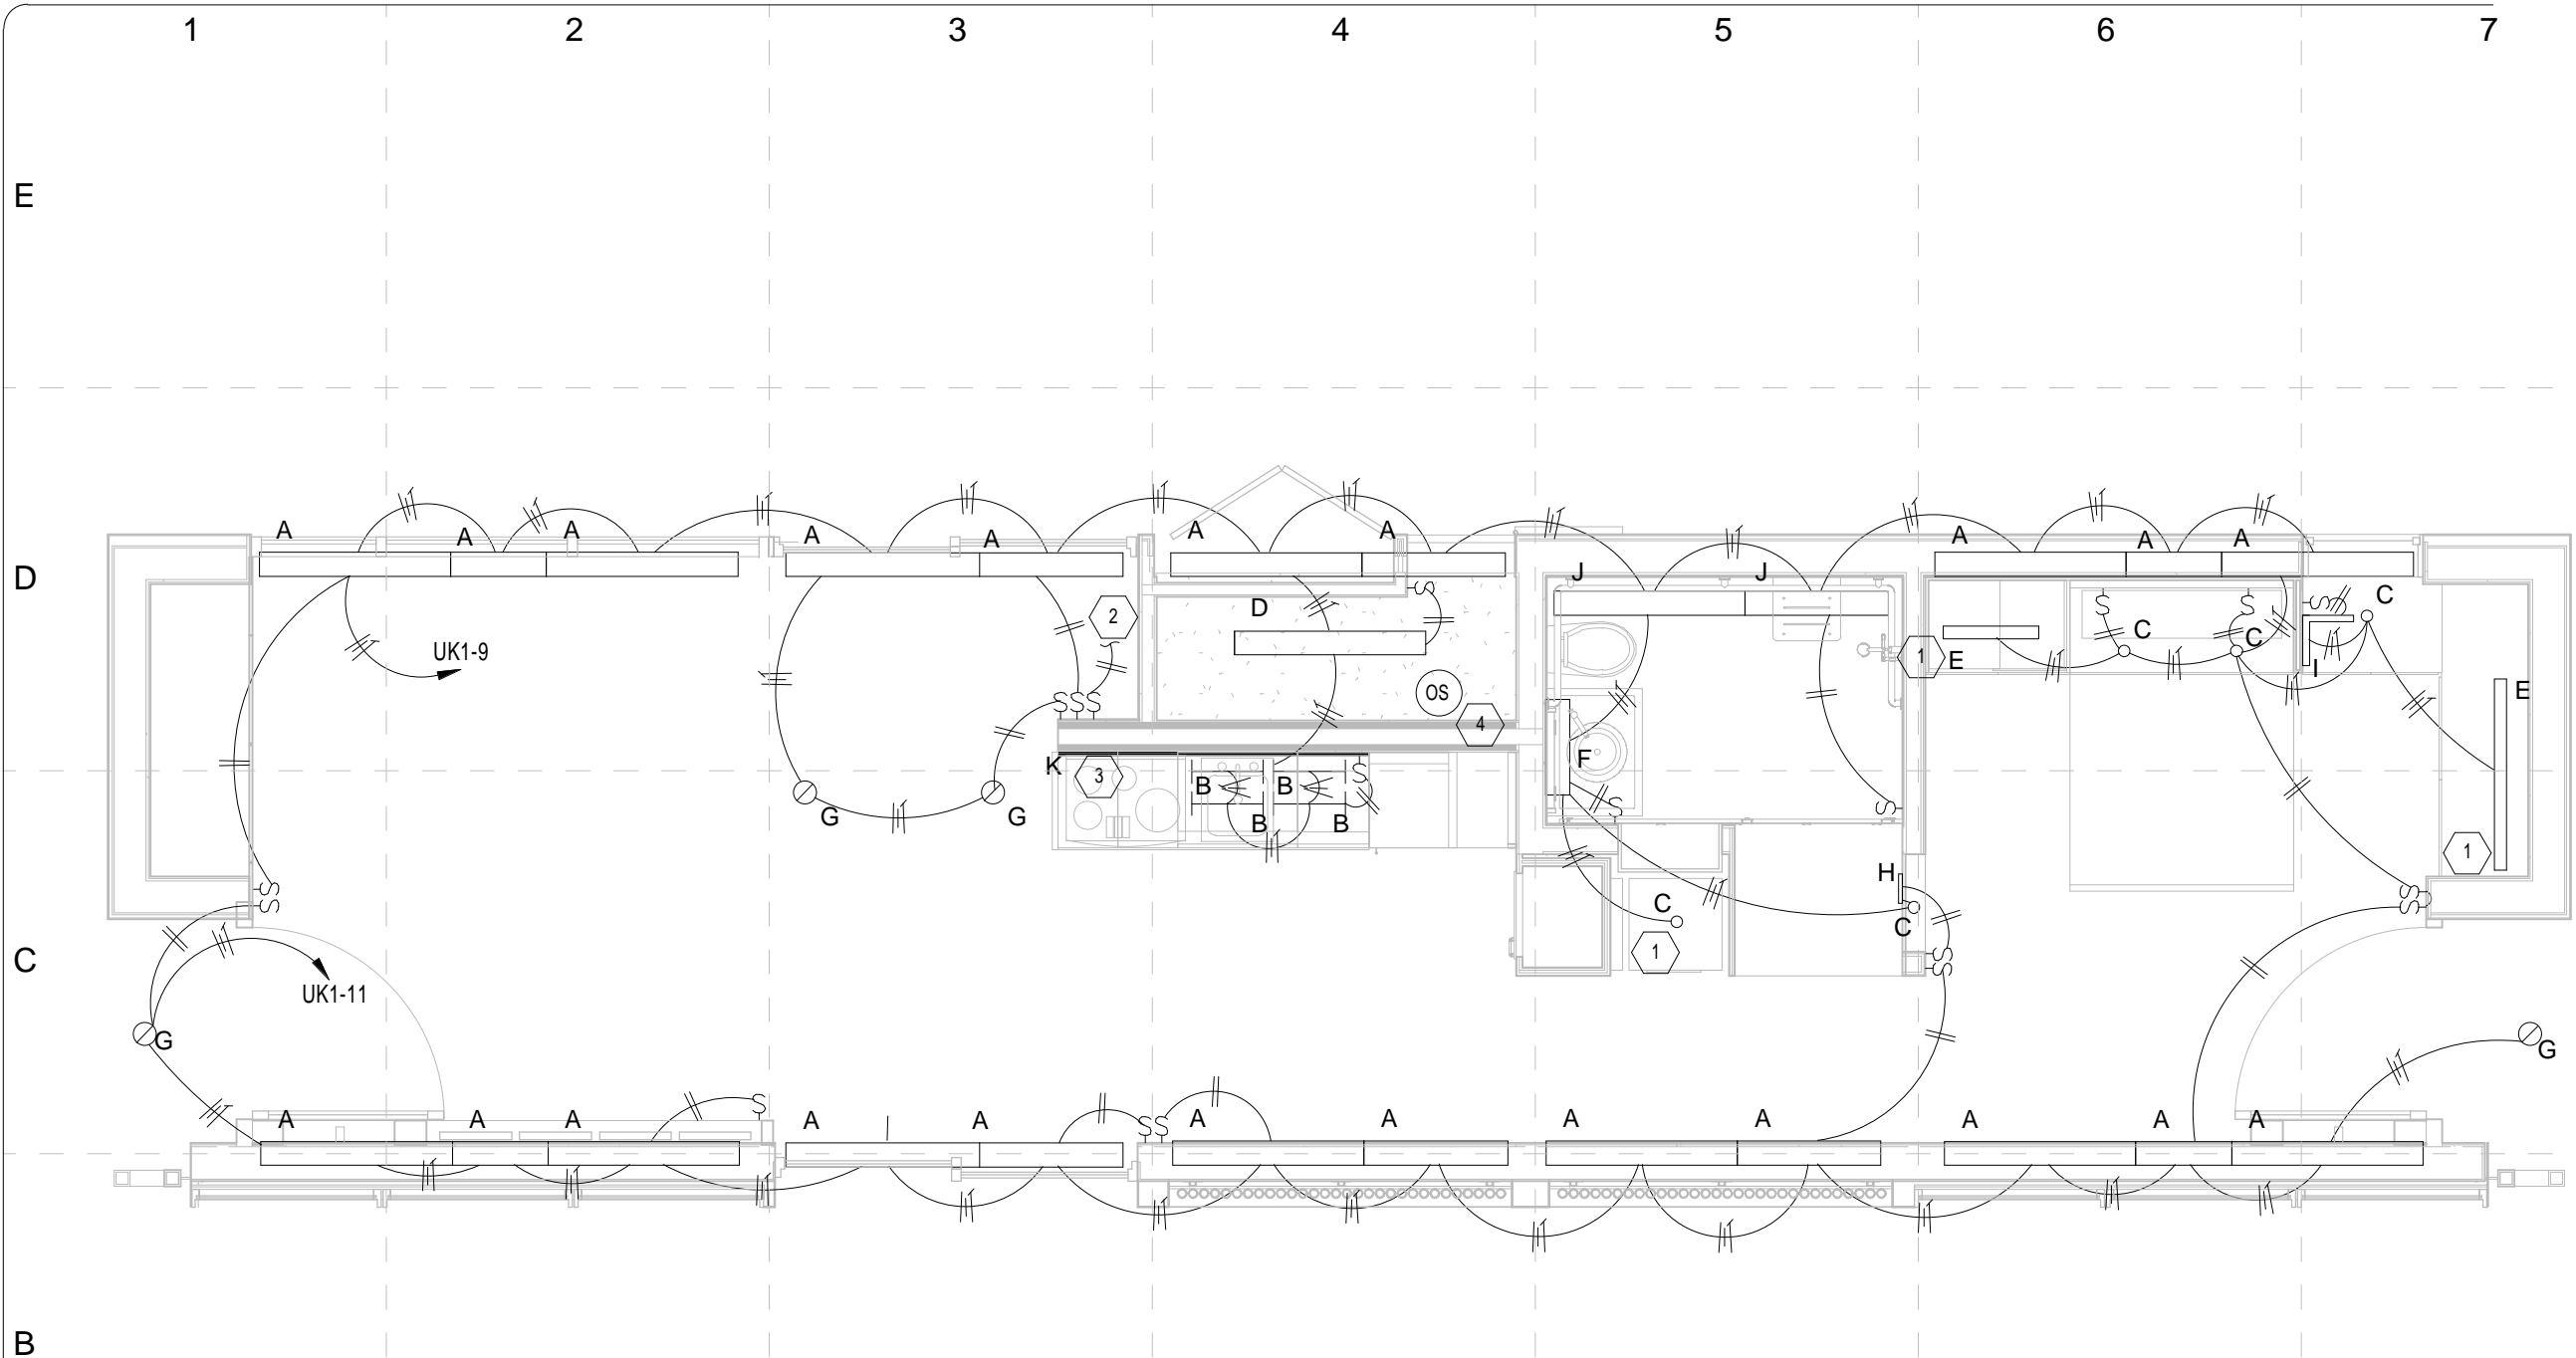 1 2 3 4 5 6 7
E
A A A A A A A A A A
D J J C
2 D S S S S
UK1-9 C C I
1 E E
S S S OS
4
K 3 B B S F
G G B B S S 1
S H S
S C C S
C 1 S
UK1-11 S
G G
S
A A A A A S S A A A A A A A
B